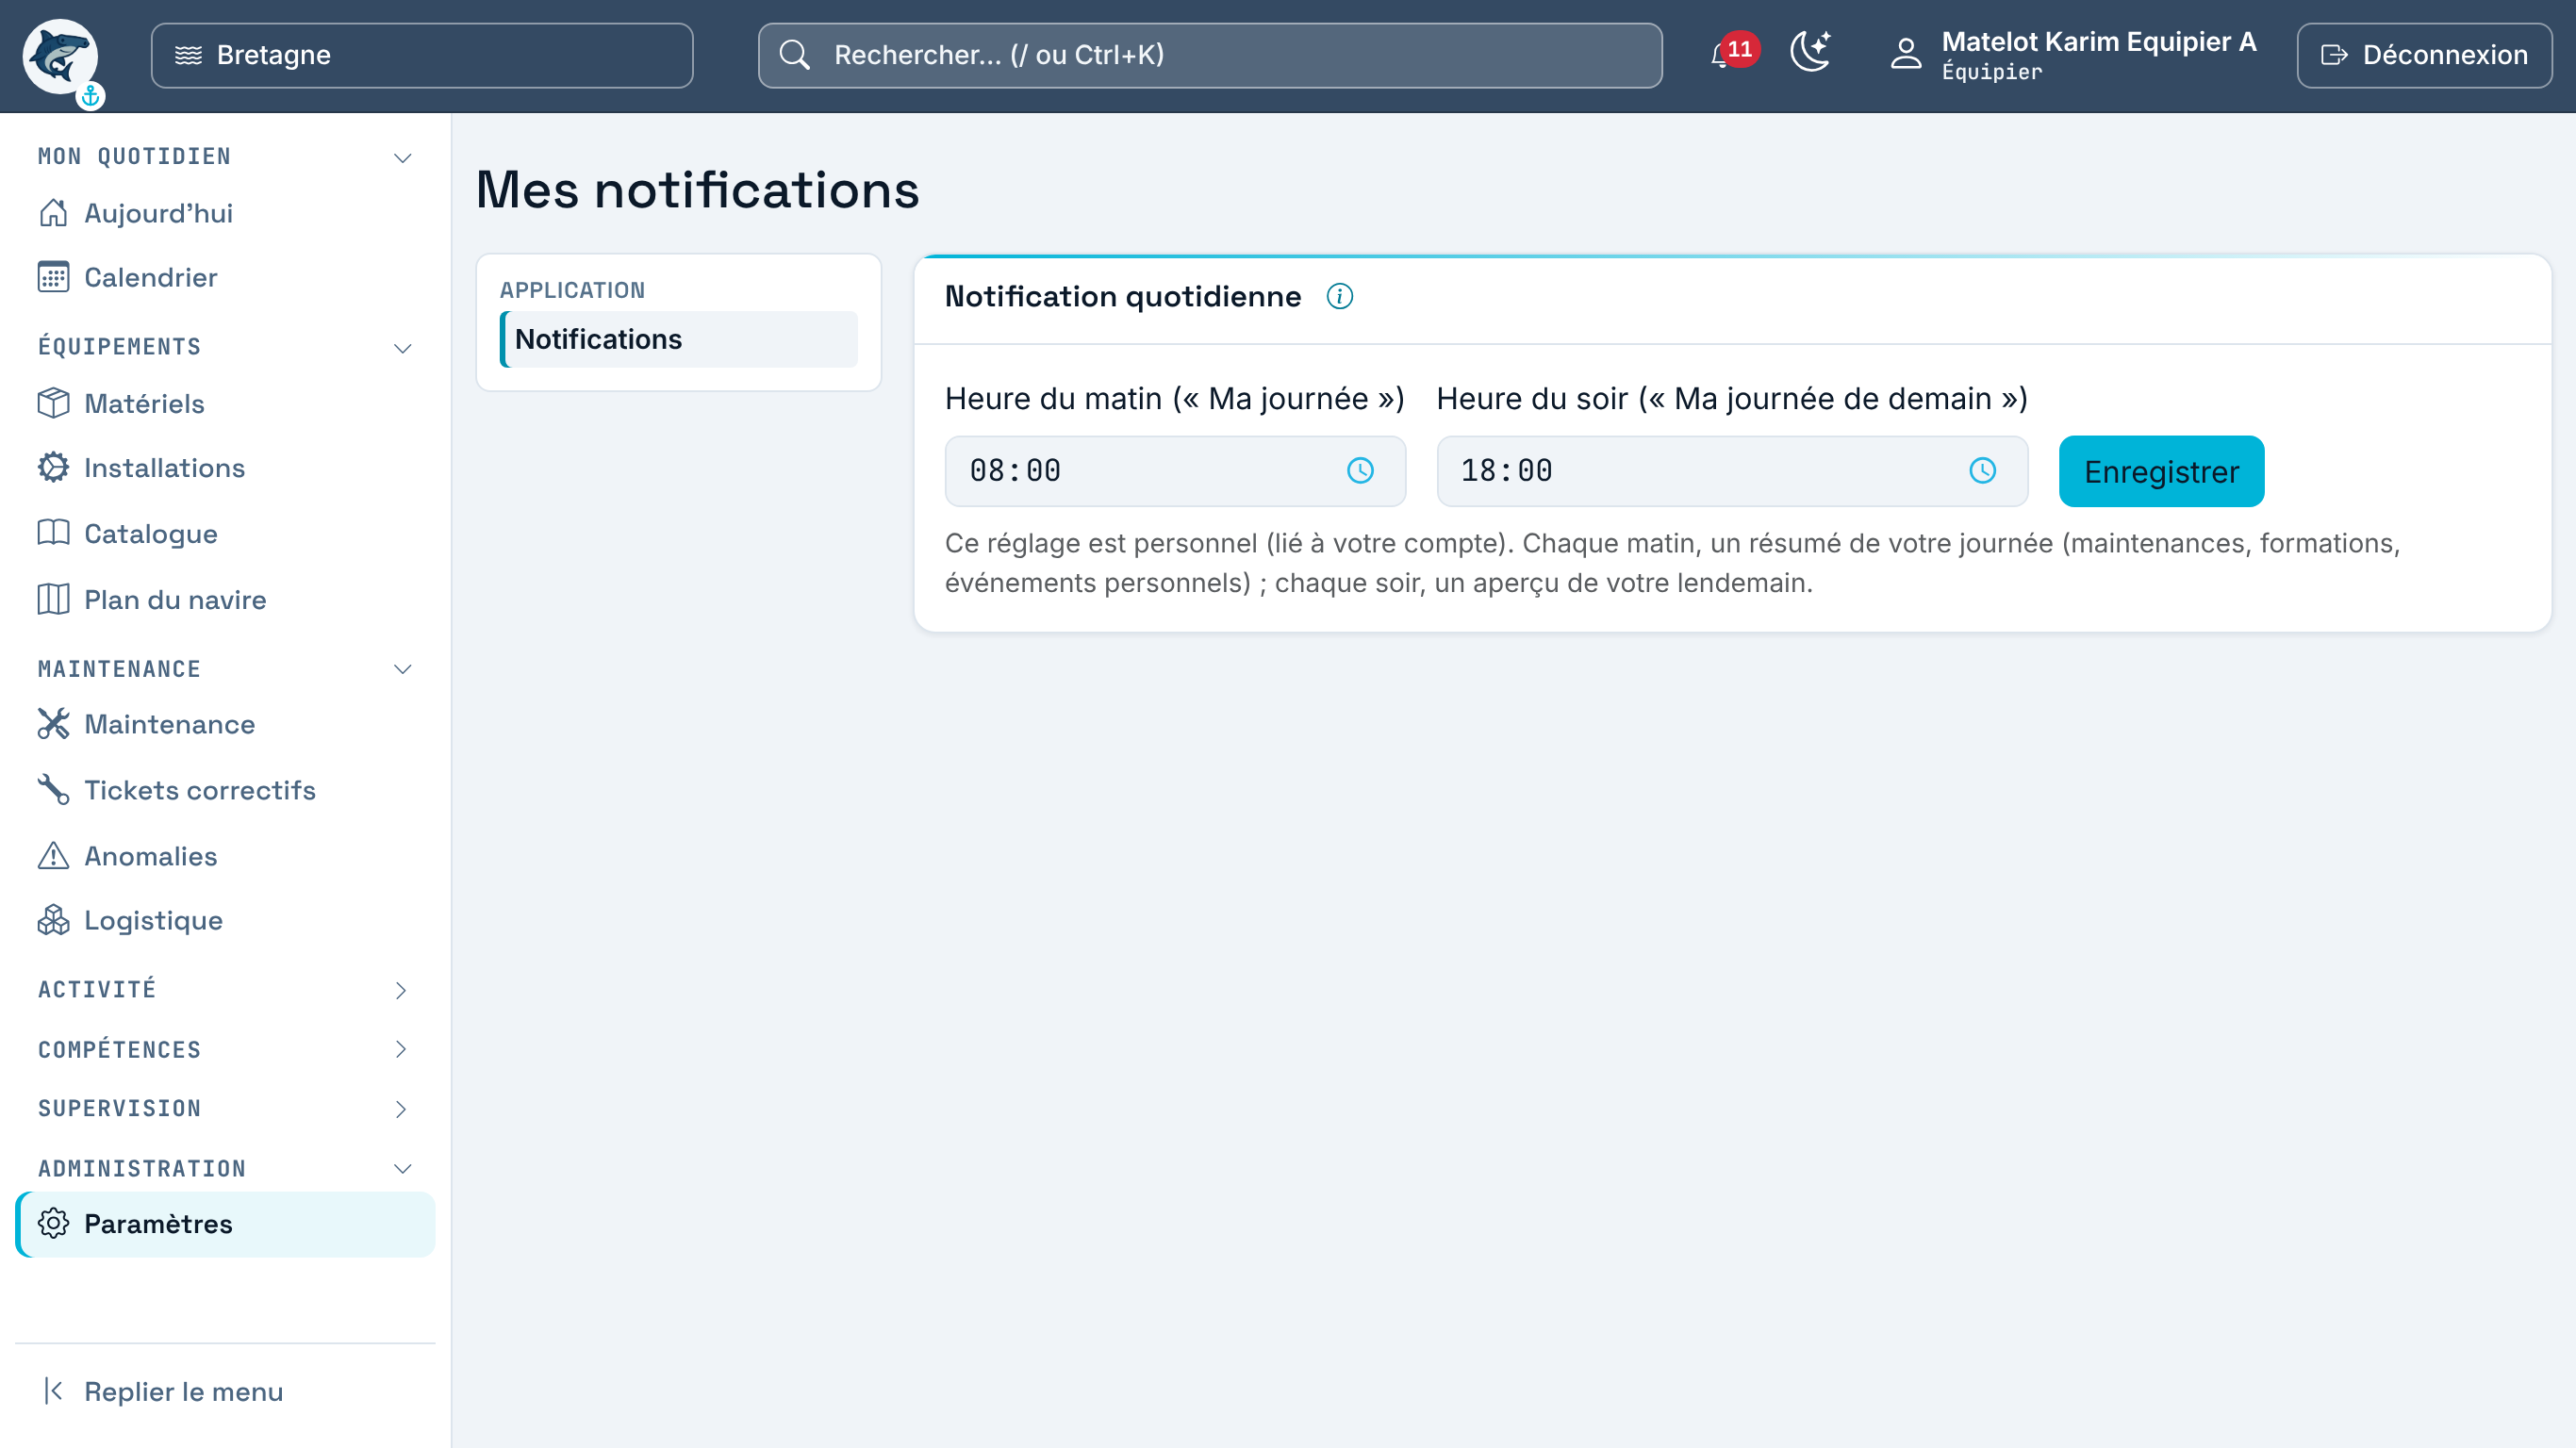 Bretagne
Rechercher... (/ ou Ctrl+K)
11
Matelot Karim Equipier A
Équipier
Déconnexion
MON QUOTIDIEN
Aujourd'hui
Calendrier
ÉQUIPEMENTS
Matériels
Installations
Catalogue
Plan du navire
MAINTENANCE
Maintenance
Tickets correctifs
Anomalies
Logistique
ACTIVITÉ
COMPÉTENCES
SUPERVISION
ADMINISTRATION
Paramètres
Replier le menu
Mes notifications
APPLICATION
Notifications
Notification quotidienne
Heure du matin (« Ma journée »)
Heure du soir (« Ma journée de demain »)
08:00
18:00
Enregistrer
Ce réglage est personnel (lié à votre compte). Chaque matin, un résumé de votre journée (maintenances, formations,
événements personnels) ; chaque soir, un aperçu de votre lendemain.